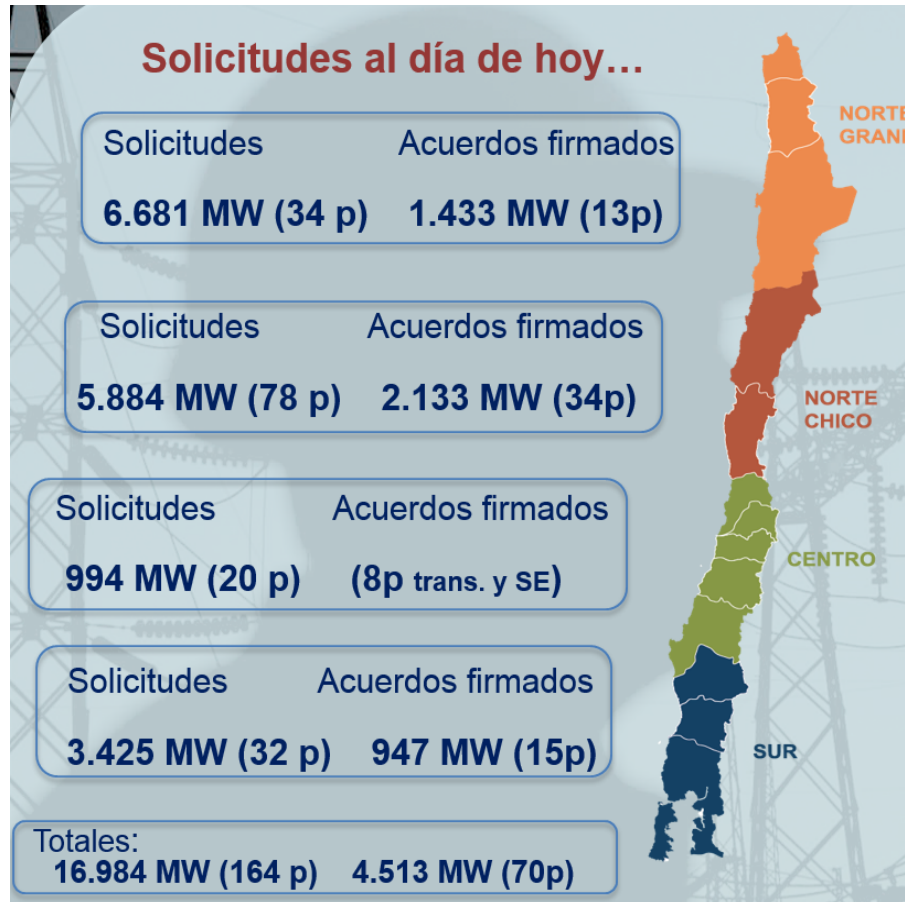 Solicitudes al día de hoy…
Solicitudes Acuerdos firmados
6.681 MW (34 p) 1.433 MW (13p)
NORTE
GRAN
Solicitudes Acuerdos firmados
5.884 MW (78 p) 2.133 MW (34p)
NORTE
CHICO
Solicitudes Acuerdos firmados
994 MW (20 p) (8p trans. y SE)
CENTRO
Solicitudes Acuerdos firmados
3.425 MW (32 p) 947 MW (15p)
SUR
Totales:
16.984 MW (164 p) 4.513 MW (70p)